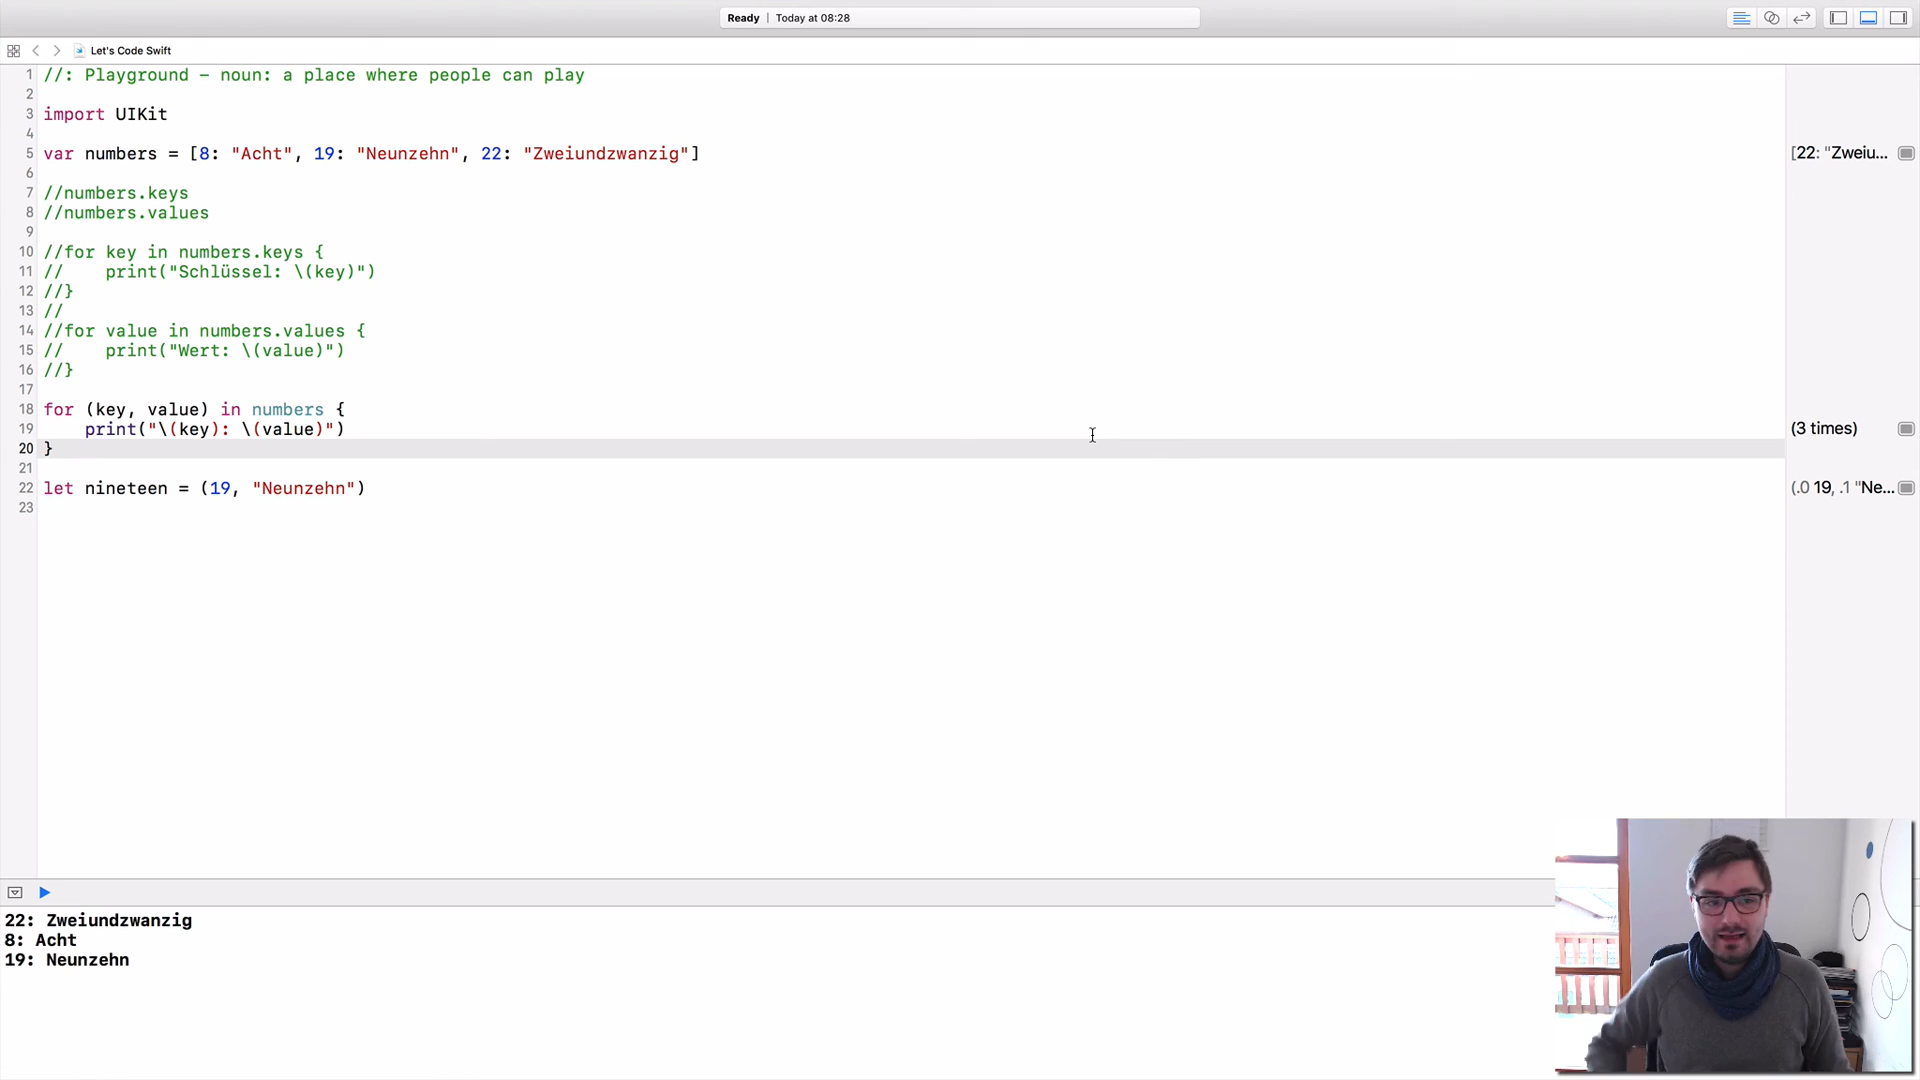 Ready | Today at 08:28
Let's Code Swift
1 //: Playground – noun: a place where people can play
2
3 import UIKit
4
5 var numbers = [8: "Acht", 19: "Neunzehn", 22: "Zweiundzwanzig"] [22: "Zweiu...
6
7 //numbers.keys
8 //numbers.values
9
10 //for key in numbers.keys {
11 //    print("Schlüssel: \(key)")
12 //}
13 //
14 //for value in numbers.values {
15 //    print("Wert: \(value)")
16 //}
17
18 for (key, value) in numbers {
19     print("\(key): \(value)") (3 times)
20 }
21
22 let nineteen = (19, "Neunzehn") (.0 19, .1 "Ne...
23
22: Zweiundzwanzig
8: Acht
19: Neunzehn